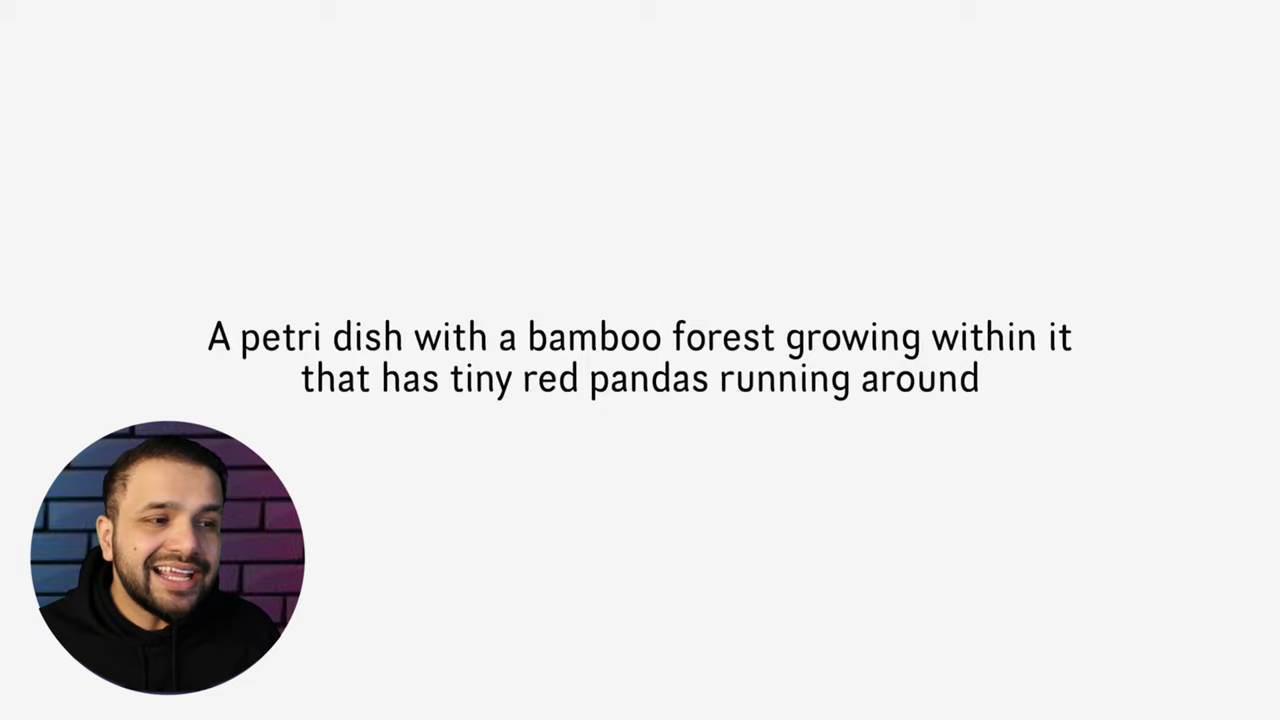 A petri dish with a bamboo forest growing within it
that has tiny red pandas running around